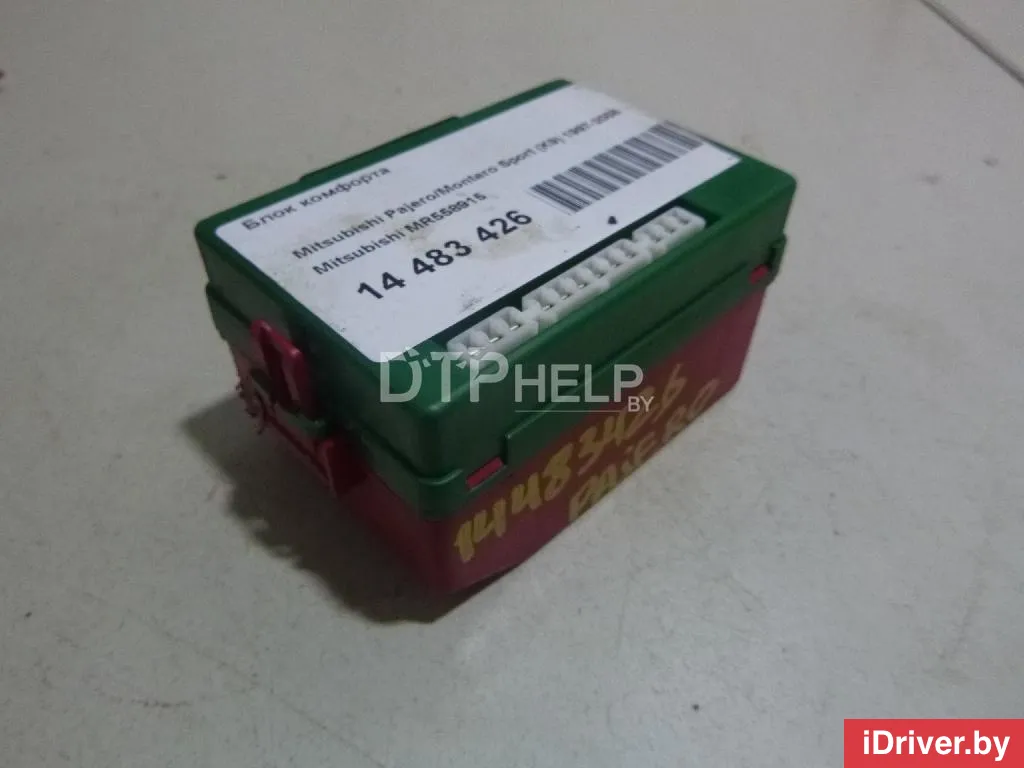 Блок комфорта
Mitsubishi Pajero/Montero Sport (K9) 1997-2008
Mitsubishi MR558915
14 483 426
DTPHELP
BY
14483426
PAJERO
iDriver.by